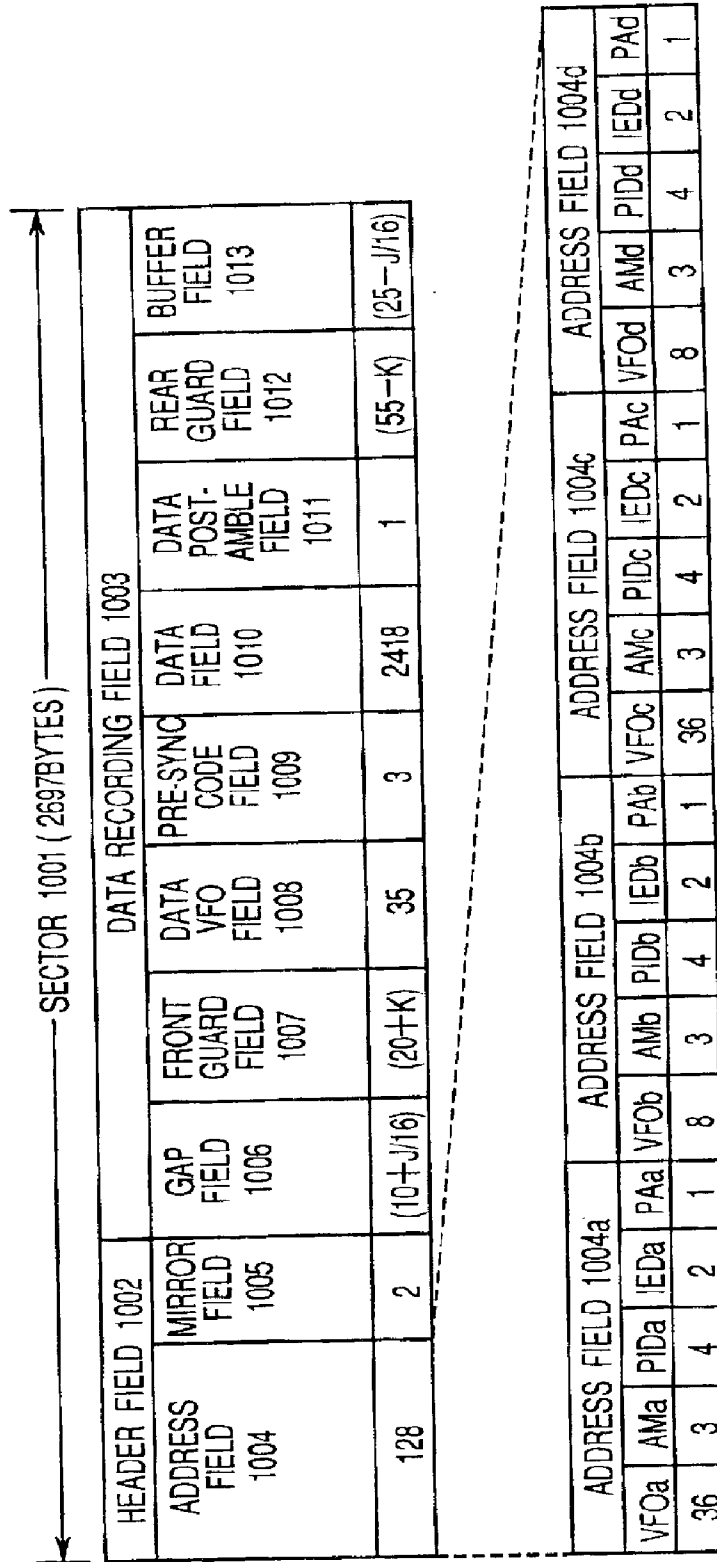 SECTOR 1001 ( 2697BYTES)
HEADER FIELD 1002
DATA RECORDING FIELD 1003
ADDRESS
FIELD
1004
MIRROR
FIELD
1005
GAP
FIELD
1006
FRONT
GUARD
FIELD
1007
DATA
VFO
FIELD
1008
PRE-SYNC
CODE
FIELD
1009
DATA
FIELD
1010
DATA
POST-
AMBLE
FIELD
1011
REAR
GUARD
FIELD
1012
BUFFER
FIELD
1013
128 2 (10+J/16) (20+K) 35 3 2418 1 (55-K) (25-J/16)
ADDRESS FIELD 1004a ADDRESS FIELD 1004b ADDRESS FIELD 1004c ADDRESS FIELD 1004d
VFOa AMa PIDa IEDa PAa VFOb AMb PIDb IEDb PAb VFOc AMc PIDc IEDc PAc VFOd AMd PIDd IEDd PAd
36 3 4 2 1 8 3 4 2 1 36 3 4 2 1 8 3 4 2 1